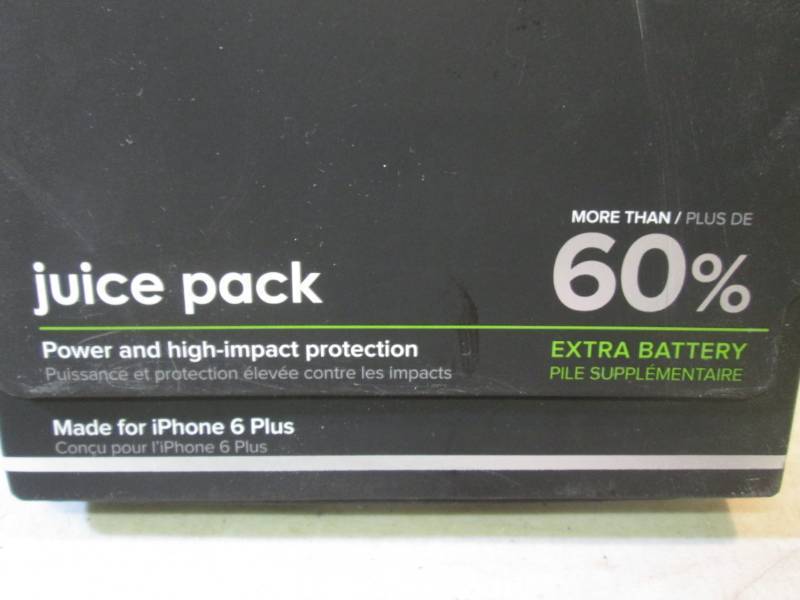 MORE THAN / PLUS DE
60%
juice pack
Power and high-impact protection
Puissance et protection élevée contre les impacts
EXTRA BATTERY
PILE SUPPLÉMENTAIRE
Made for iPhone 6 Plus
Conçu pour l'iPhone 6 Plus